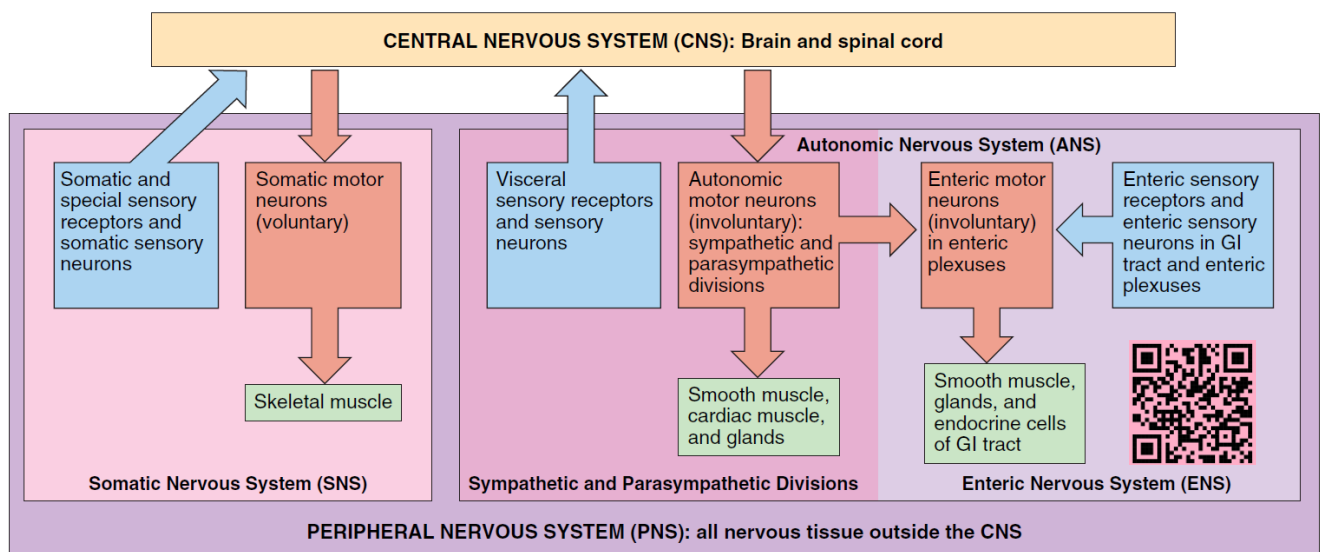 CENTRAL NERVOUS SYSTEM (CNS): Brain and spinal cord
Autonomic Nervous System (ANS)
Somatic and
special sensory
receptors and
somatic sensory
neurons
Somatic motor
neurons
(voluntary)
Visceral
sensory receptors
and sensory
neurons
Autonomic
motor neurons
(involuntary):
sympathetic and
parasympathetic
divisions
Enteric motor
neurons
(involuntary)
in enteric
plexuses
Enteric sensory
receptors and
enteric sensory
neurons in GI
tract and enteric
plexuses
Skeletal muscle
Smooth muscle,
cardiac muscle,
and glands
Smooth muscle,
glands, and
endocrine cells
of GI tract
Somatic Nervous System (SNS)
Sympathetic and Parasympathetic Divisions
Enteric Nervous System (ENS)
PERIPHERAL NERVOUS SYSTEM (PNS): all nervous tissue outside the CNS